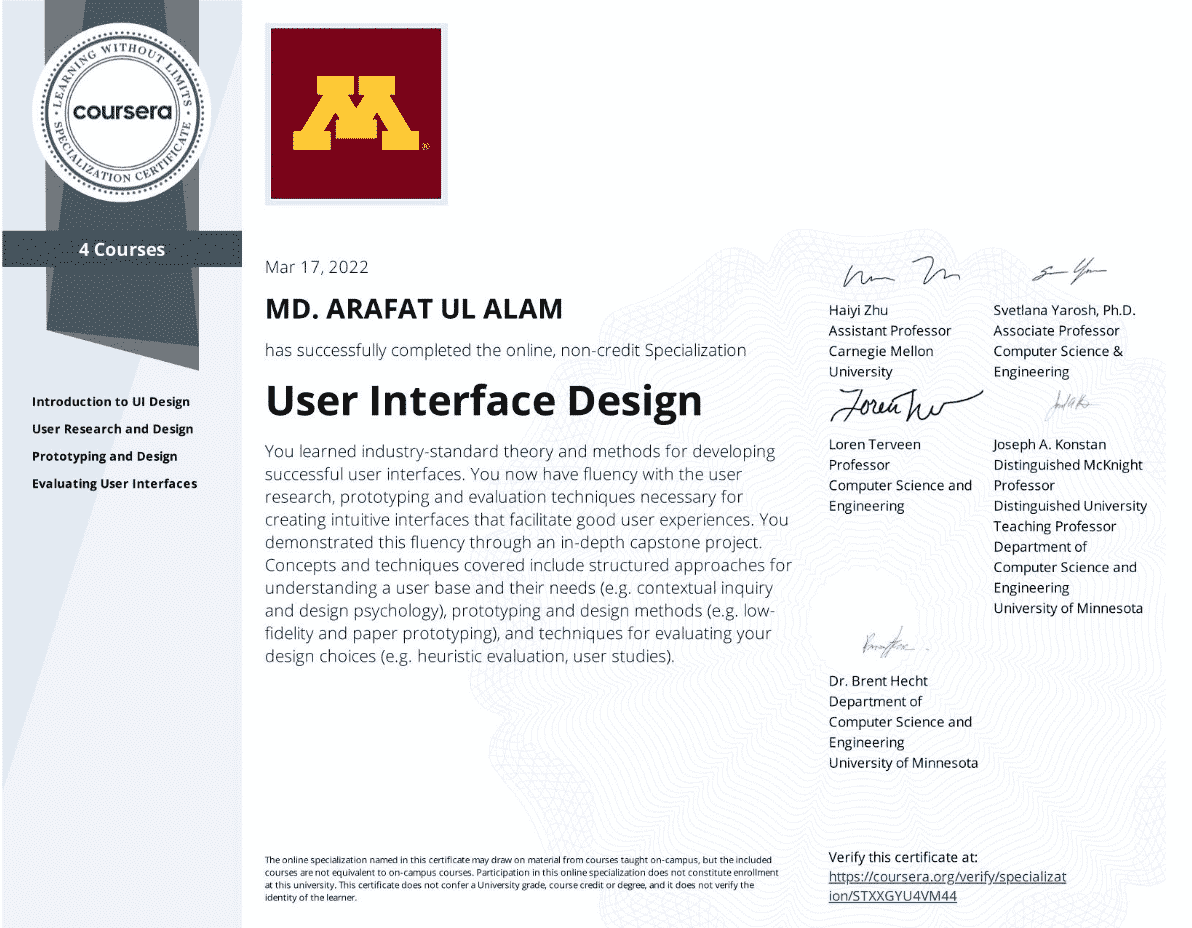 LEARNING WITHOUT LIMITS
coursera
SPECIALIZATION CERTIFICATE
4 Courses
Introduction to UI Design
User Research and Design
Prototyping and Design
Evaluating User Interfaces
M
®
Mar 17, 2022
MD. ARAFAT UL ALAM
has successfully completed the online, non-credit Specialization
User Interface Design
You learned industry-standard theory and methods for developing
successful user interfaces. You now have fluency with the user
research, prototyping and evaluation techniques necessary for
creating intuitive interfaces that facilitate good user experiences. You
demonstrated this fluency through an in-depth capstone project.
Concepts and techniques covered include structured approaches for
understanding a user base and their needs (e.g. contextual inquiry
and design psychology), prototyping and design methods (e.g. low-
fidelity and paper prototyping), and techniques for evaluating your
design choices (e.g. heuristic evaluation, user studies).
Haiyi Zhu
Assistant Professor
Carnegie Mellon
University
Svetlana Yarosh, Ph.D.
Associate Professor
Computer Science &
Engineering
Loren Terveen
Professor
Computer Science and
Engineering
Joseph A. Konstan
Distinguished McKnight
Professor
Distinguished University
Teaching Professor
Department of
Computer Science and
Engineering
University of Minnesota
Dr. Brent Hecht
Department of
Computer Science and
Engineering
University of Minnesota
The online specialization named in this certificate may draw on material from courses taught on-campus, but the included
courses are not equivalent to on-campus courses. Participation in this online specialization does not constitute enrollment
at this university. This certificate does not confer a University grade, course credit or degree, and it does not verify the
identity of the learner.
Verify this certificate at:
https://coursera.org/verify/specializat
ion/STXXGYU4VM44